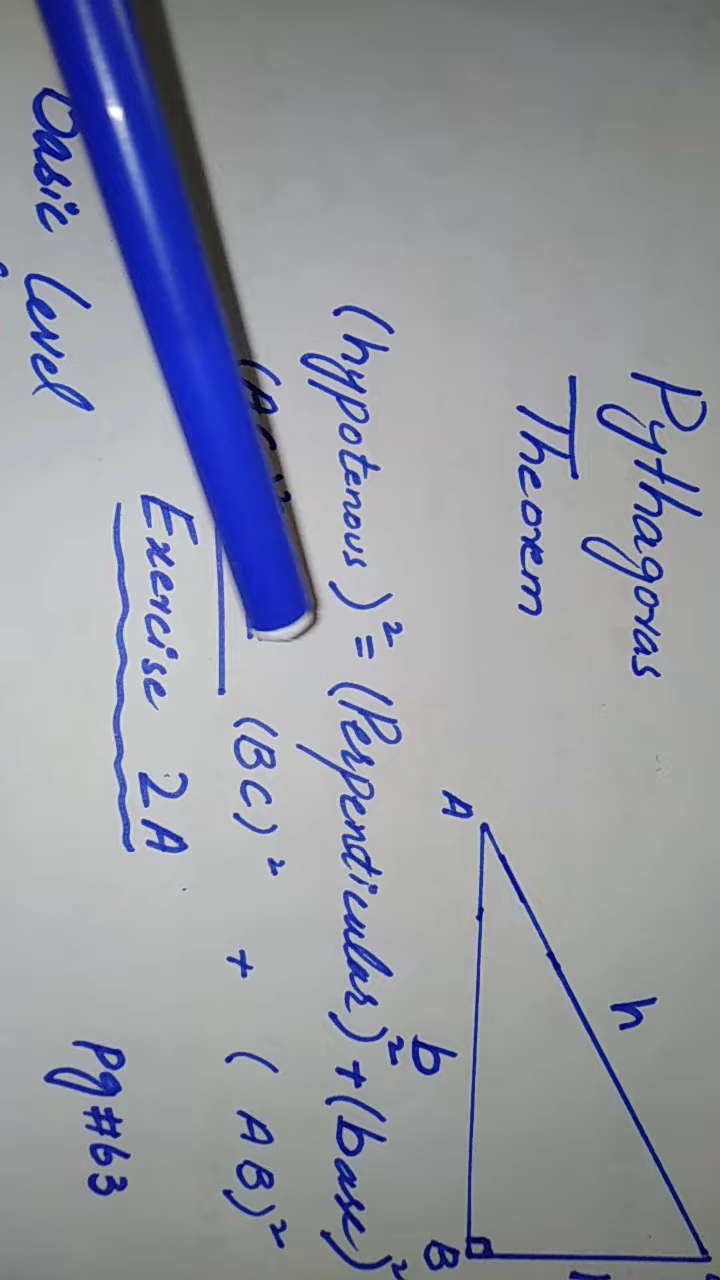 Pythagoras
Theorem
A
h
b
B
(hypotenous)² = (Perpendicular)² + (base)²
(BC)² + (AB)²
Exercise 2A
Basic Level
pg # 63